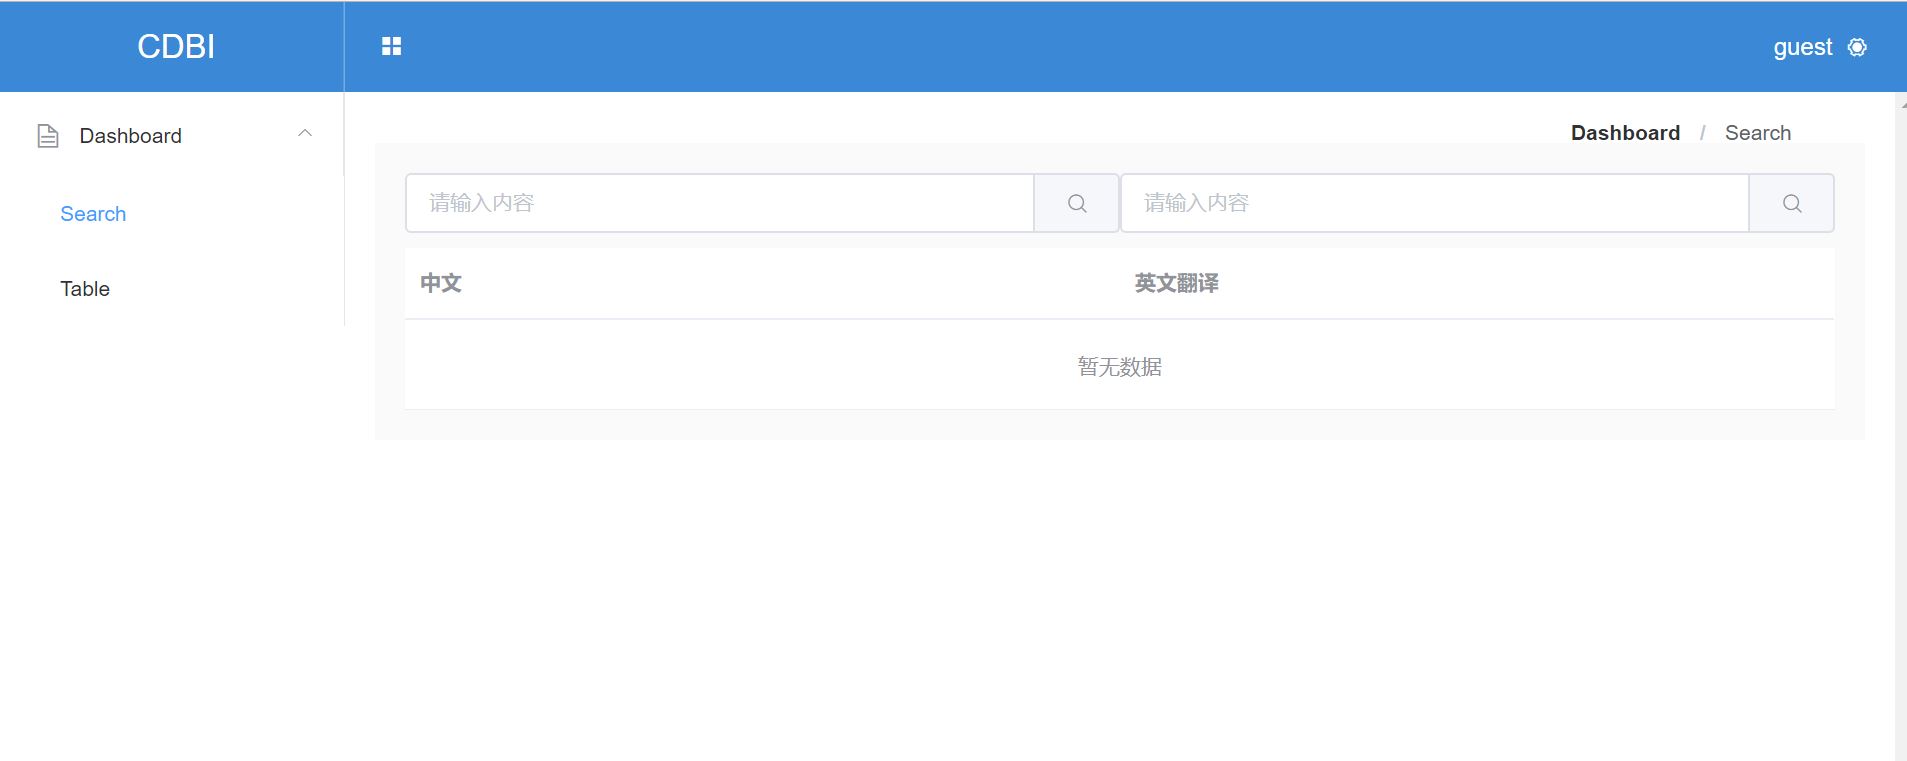 CDBI
guest
Dashboard
Search
Table
Dashboard / Search
请输入内容
请输入内容
中文 英文翻译
暂无数据